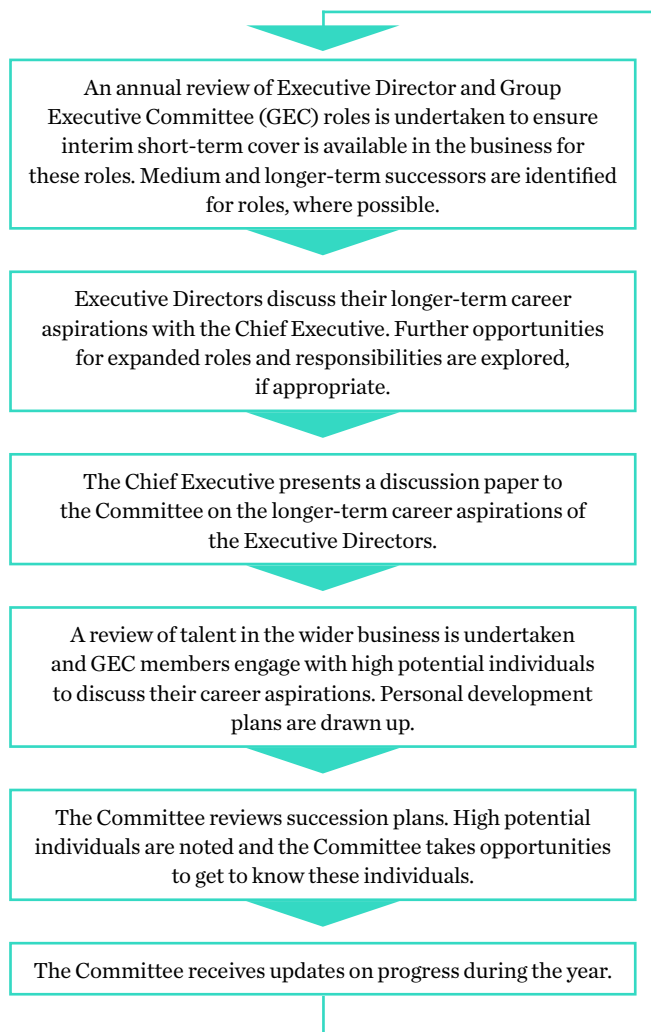 An annual review of Executive Director and Group
Executive Committee (GEC) roles is undertaken to ensure
interim short-term cover is available in the business for
these roles. Medium and longer-term successors are identified
for roles, where possible.
Executive Directors discuss their longer-term career
aspirations with the Chief Executive. Further opportunities
for expanded roles and responsibilities are explored,
if appropriate.
The Chief Executive presents a discussion paper to
the Committee on the longer-term career aspirations of
the Executive Directors.
A review of talent in the wider business is undertaken
and GEC members engage with high potential individuals
to discuss their career aspirations. Personal development
plans are drawn up.
The Committee reviews succession plans. High potential
individuals are noted and the Committee takes opportunities
to get to know these individuals.
The Committee receives updates on progress during the year.